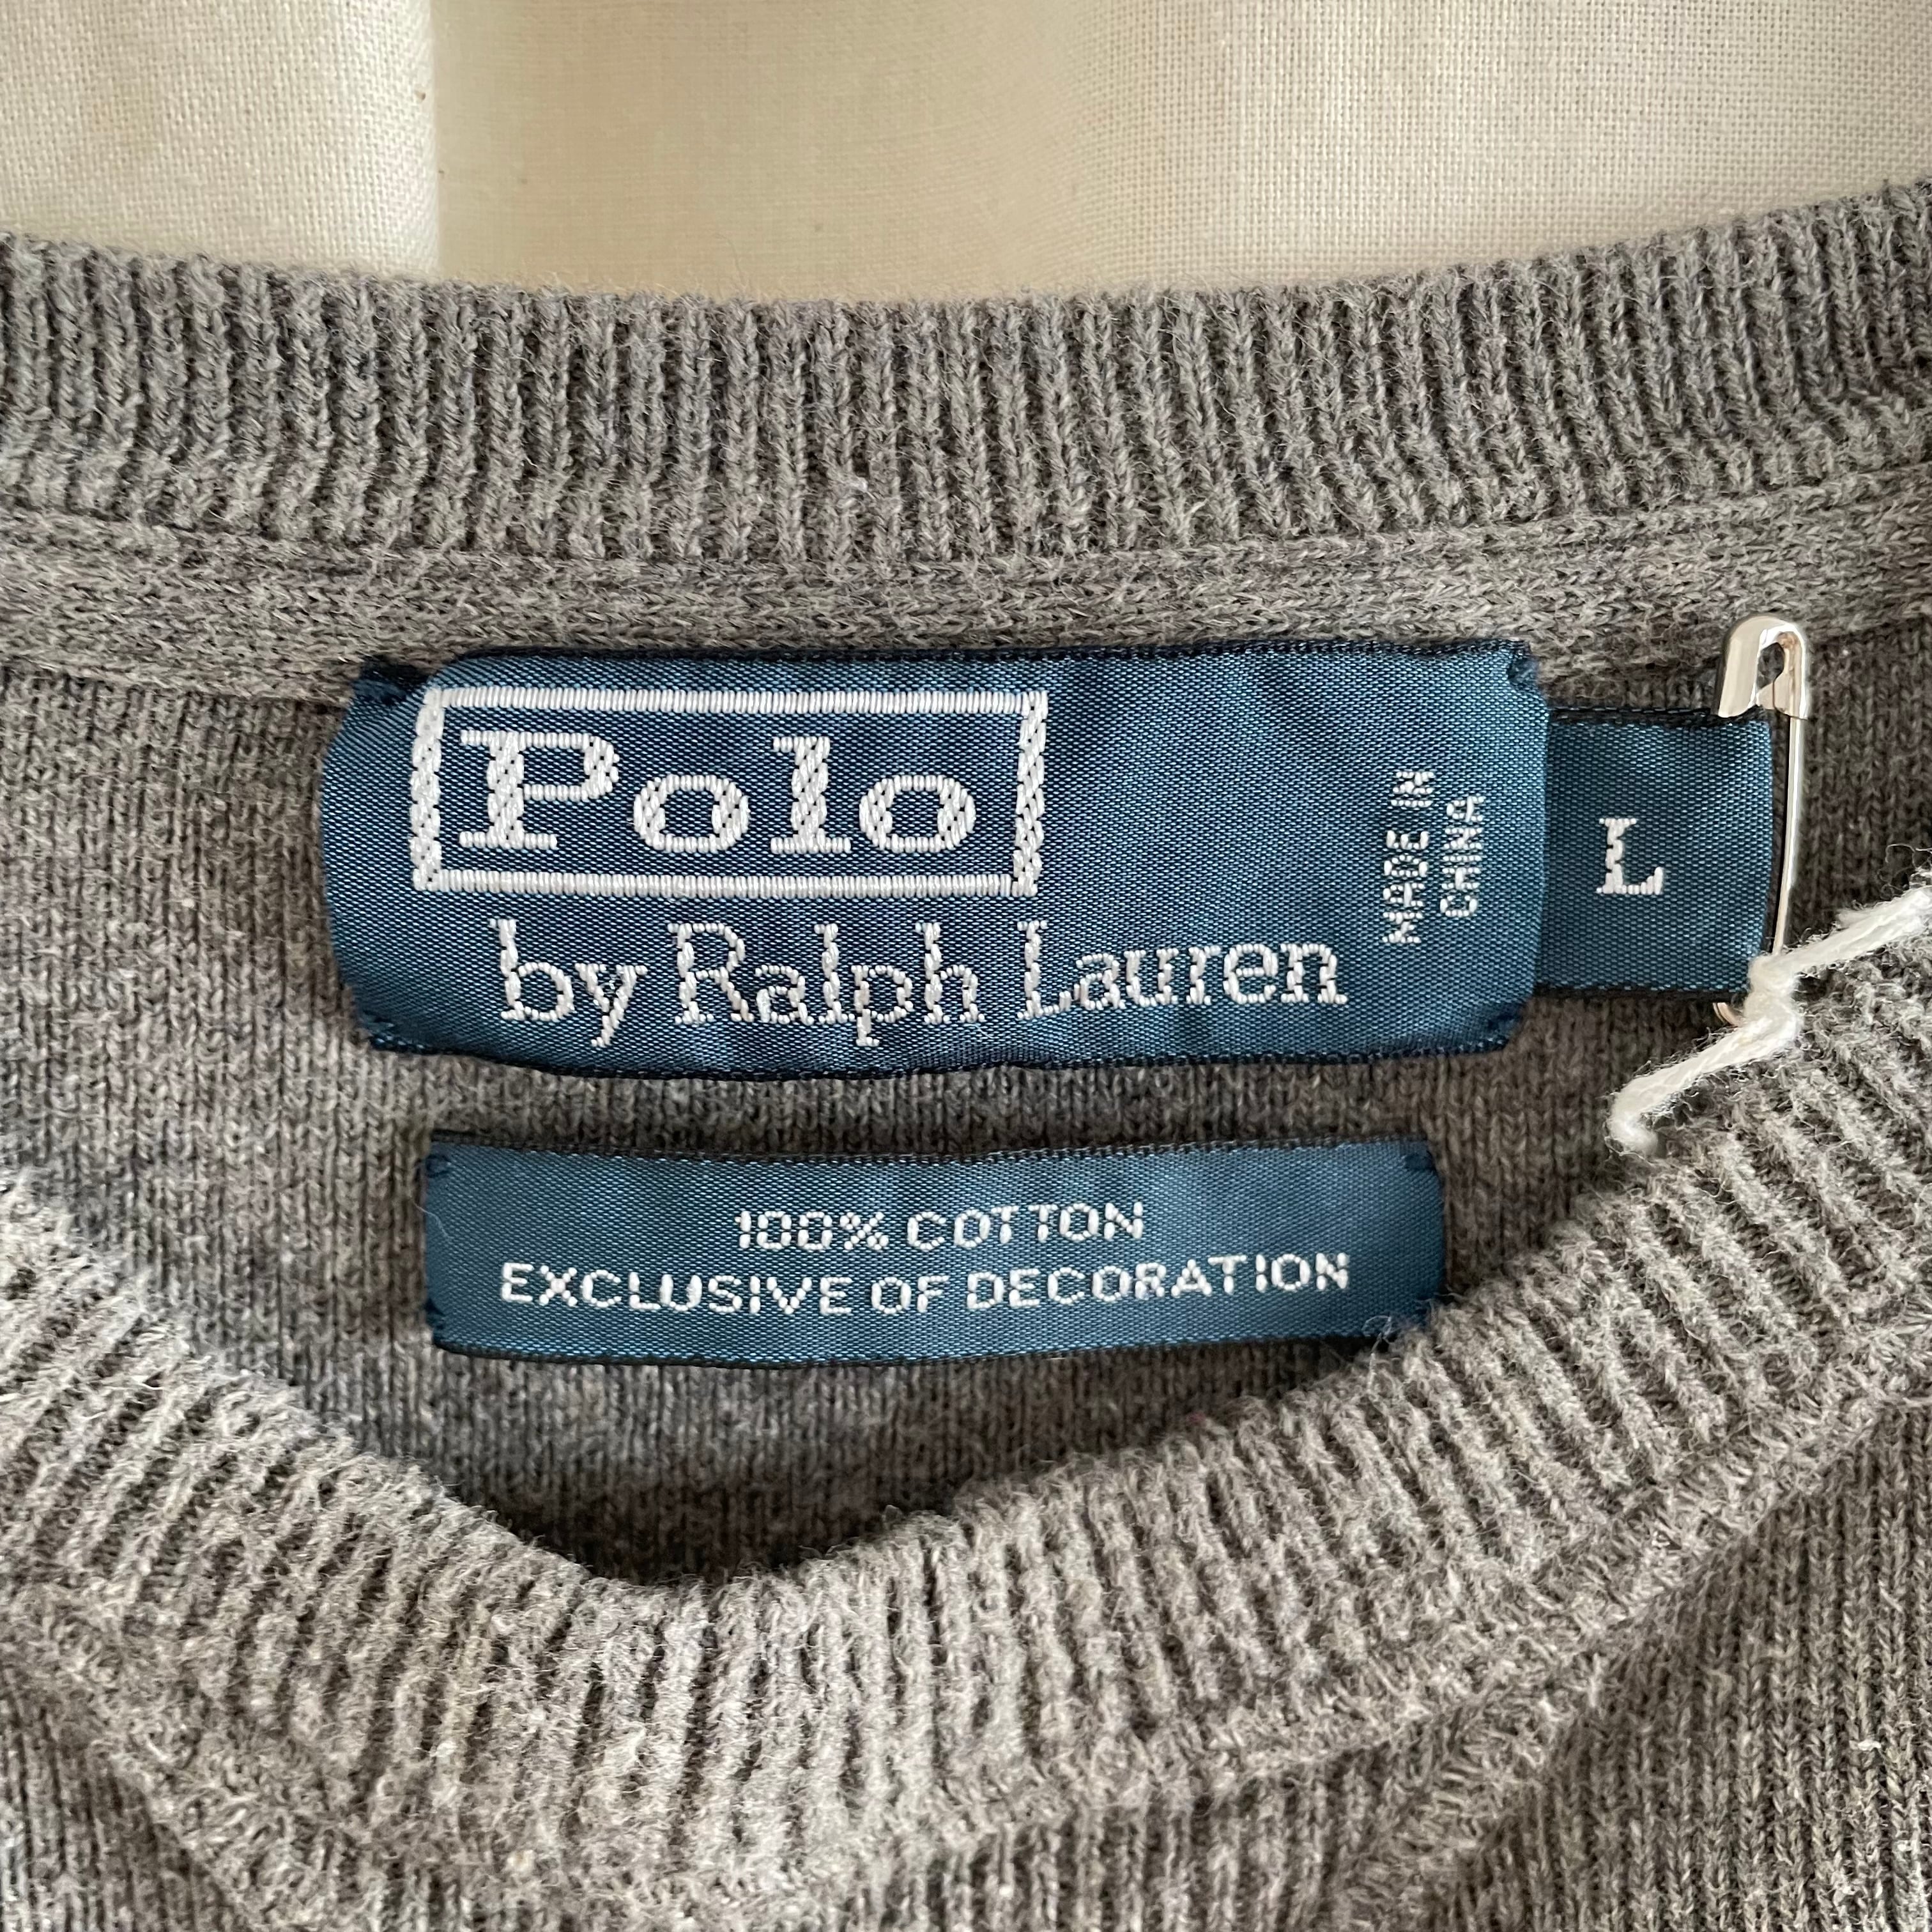 Polo
by Ralph Lauren
MADE IN
CHINA
L
100% COTTON
EXCLUSIVE OF DECORATION